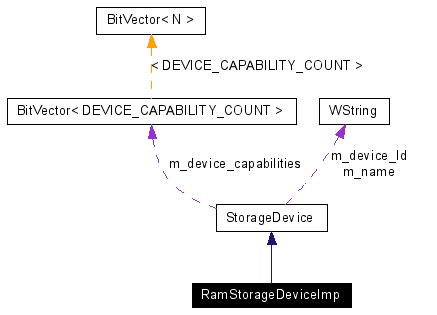 BitVector< N >
< DEVICE_CAPABILITY_COUNT >
BitVector< DEVICE_CAPABILITY_COUNT >
WString
m_device_capabilities
m_device_Id
m_name
StorageDevice
RamStorageDeviceImp